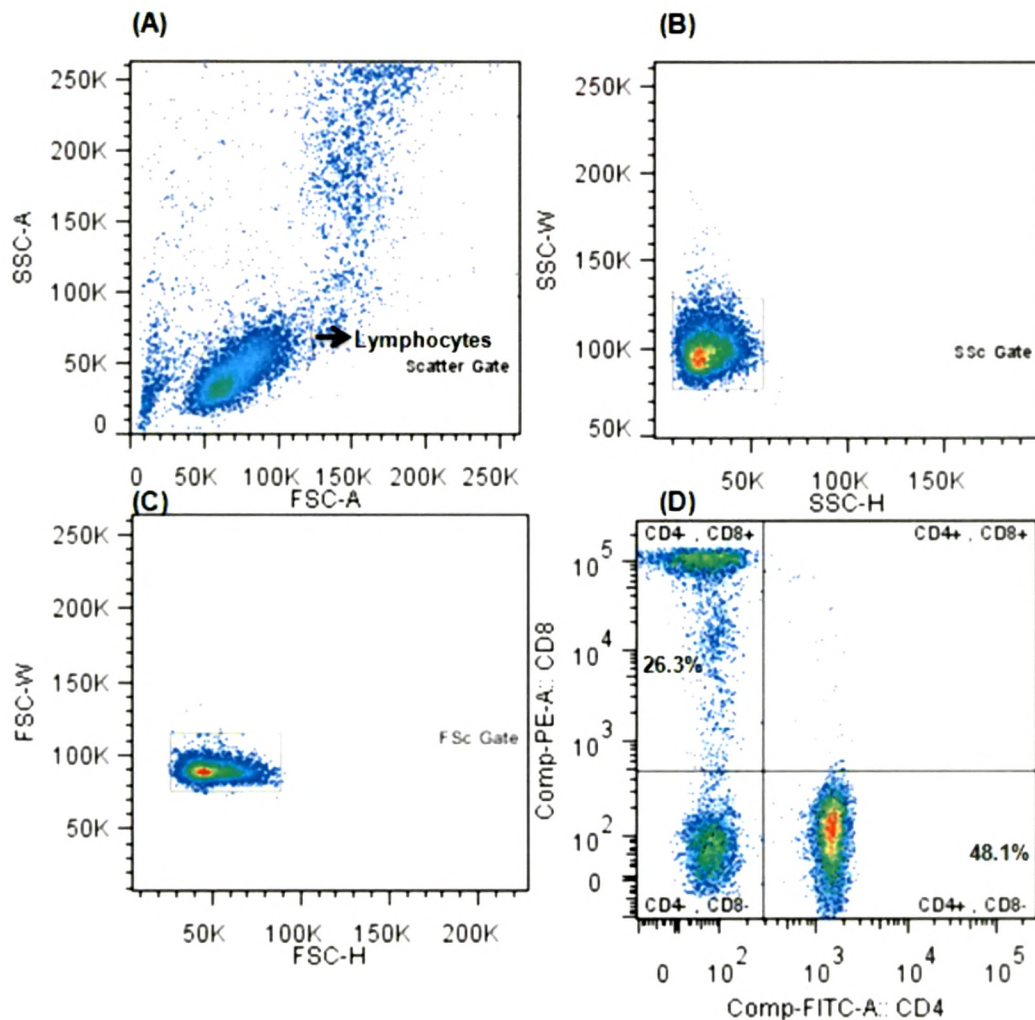 (A)
250K
200K
150K
100K
50K
0
SSC-A
Lymphocytes
Scatter Gate
0 50K 100K 150K 200K 250K
FSC-A
(B)
250K
200K
150K
100K
50K
SSC-W
SSc Gate
50K 100K 150K
SSC-H
(C)
250K
200K
150K
100K
50K
FSC-W
FSc Gate
50K 100K 150K 200K
FSC-H
(D)
CD4- , CD8+
CD4+ , CD8+
10^5
10^4
10^3
10^2
0
Comp-PE-A:: CD8
26.3%
48.1%
CD4- , CD8-
CD4+ , CD8-
0 10^2 10^3 10^4 10^5
Comp-FITC-A:: CD4